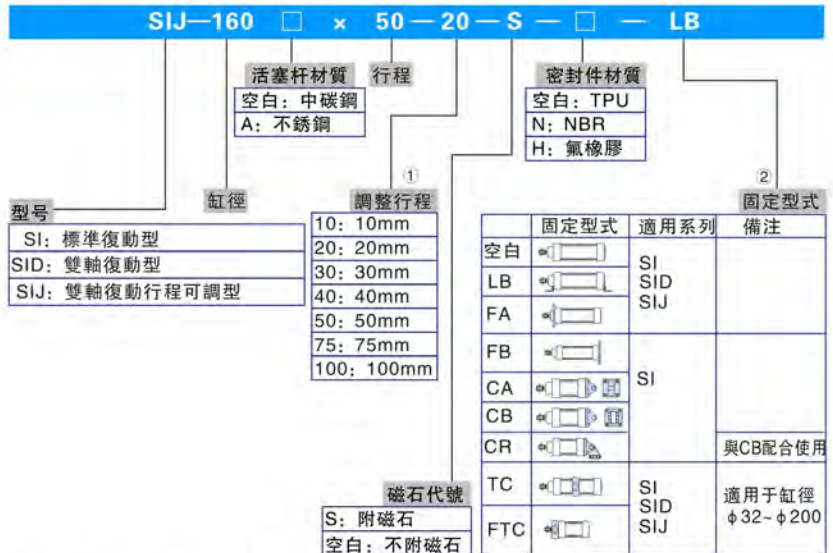 SIJ—160 □ × 50 — 20 — S — □ — LB
活塞杆材質
空白：中碳鋼
A：不銹鋼
行程
密封件材質
空白：TPU
N：NBR
H：氟橡膠
型号
SI：標準復動型
SID：雙軸復動型
SIJ：雙軸復動行程可調型
缸徑
①
調整行程
10：10mm
20：20mm
30：30mm
40：40mm
50：50mm
75：75mm
100：100mm
磁石代號
S：附磁石
空白：不附磁石
②
固定型式
固定型式 適用系列 備注
空白
LB
FA
SI
SID
SIJ
FB
CA
CB
CR
SI
與CB配合使用
TC
FTC
SI
SID
SIJ
適用于缸徑
φ32~φ200